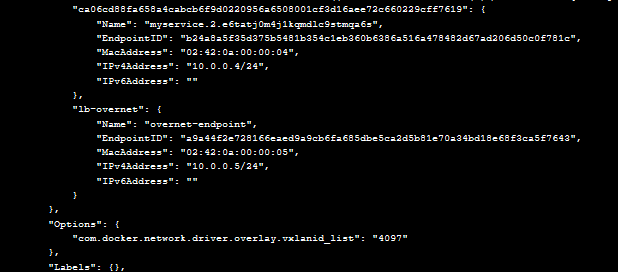 "ca06cd88fa658a4cabcb6f9d0220956a6508001cf3d16aee72c660229cff7619": {
"Name": "myservice.2.e6tatj0m4j1kqmdlc9stmqa6s",
"EndpointID": "b24a8a5f35d375b5481b354c1eb360b6386a516a478482d67ad206d50c0f781c",
"MacAddress": "02:42:0a:00:00:04",
"IPv4Address": "10.0.0.4/24",
"IPv6Address": ""
},
"lb-overnet": {
"Name": "overnet-endpoint",
"EndpointID": "a9a44f2e728166eaed9a9cb6fa685dbe5ca2d5b81e70a34bd18e68f3ca5f7643",
"MacAddress": "02:42:0a:00:00:05",
"IPv4Address": "10.0.0.5/24",
"IPv6Address": ""
}
},
"Options": {
"com.docker.network.driver.overlay.vxlanid_list": "4097"
},
"Labels": {},